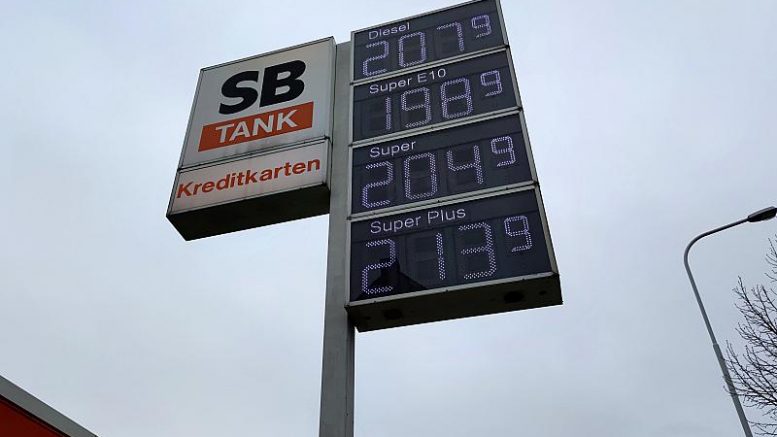 SB
TANK
Kreditkarten
Diesel
207⁹
Super E10
198⁹
Super
204⁹
Super Plus
213⁹